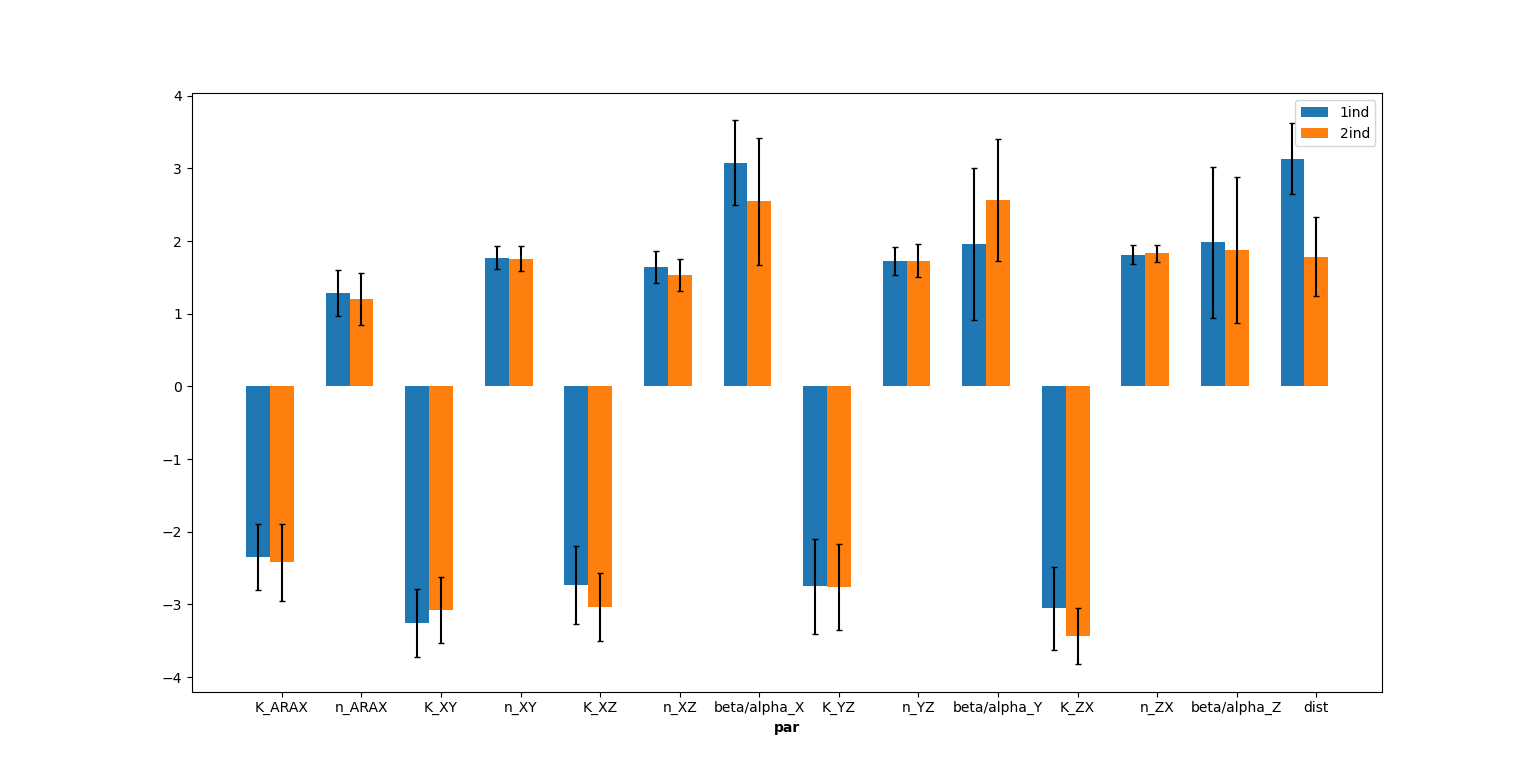 4
3
2
1
0
−1
−2
−3
−4
1ind
2ind
K_ARAX n_ARAX K_XY n_XY K_XZ n_XZ beta/alpha_X K_YZ n_YZ beta/alpha_Y K_ZX n_ZX beta/alpha_Z dist
par